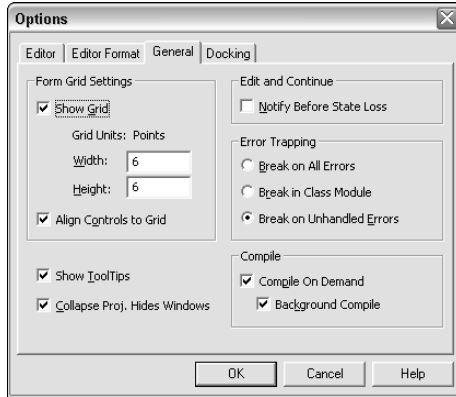 Options
Editor
Editor Format
General
Docking
Form Grid Settings
Show Grid
Grid Units: Points
Width: 6
Height: 6
Align Controls to Grid
Show ToolTips
Collapse Proj. Hides Windows
Edit and Continue
Notify Before State Loss
Error Trapping
Break on All Errors
Break in Class Module
Break on Unhandled Errors
Compile
Compile On Demand
Background Compile
OK
Cancel
Help